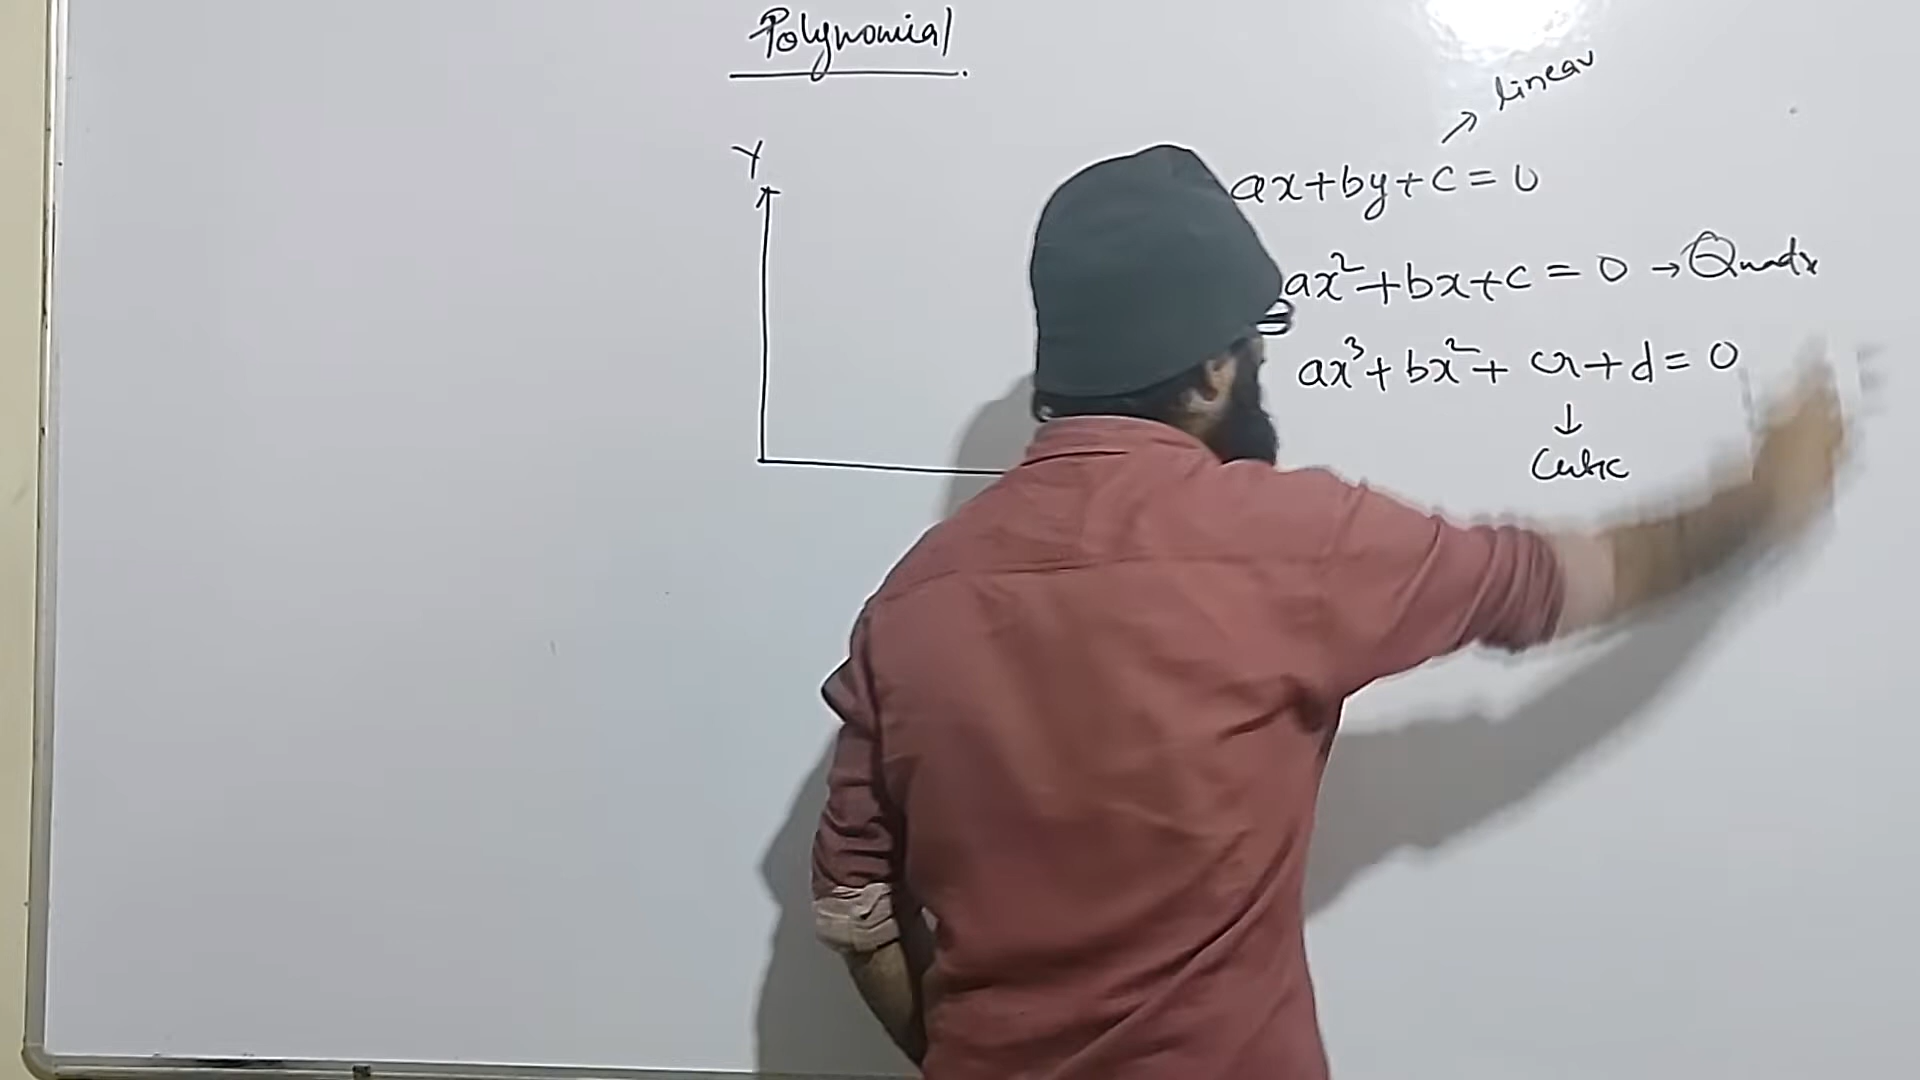 Polynomial
linear
Y
ax+by+c=0
ax²+bx+c=0 → Quadr
ax³+bx²+cx+d=0
↓
Cubic